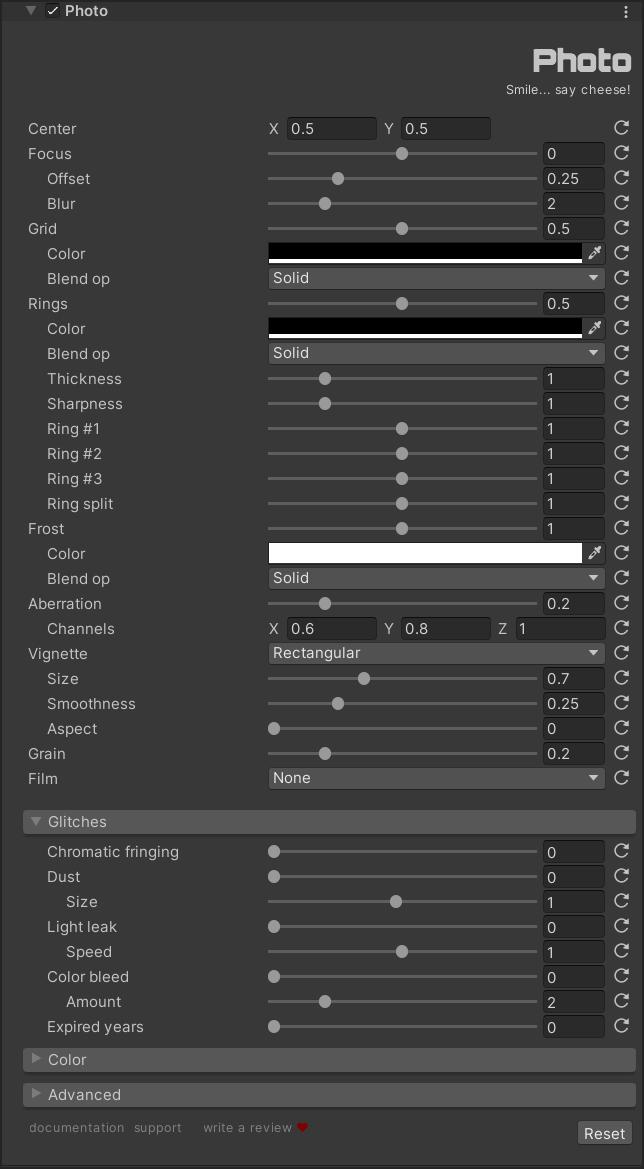 Photo
Photo
Smile... say cheese!
Center X 0.5 Y 0.5
Focus 0
Offset 0.25
Blur 2
Grid 0.5
Color
Blend op Solid
Rings 0.5
Color
Blend op Solid
Thickness 1
Sharpness 1
Ring #1 1
Ring #2 1
Ring #3 1
Ring split 1
Frost 1
Color
Blend op Solid
Aberration 0.2
Channels X 0.6 Y 0.8 Z 1
Vignette Rectangular
Size 0.7
Smoothness 0.25
Aspect 0
Grain 0.2
Film None
Glitches
Chromatic fringing 0
Dust 0
Size 1
Light leak 0
Speed 1
Color bleed 0
Amount 2
Expired years 0
Color
Advanced
documentation support write a review ❤
Reset